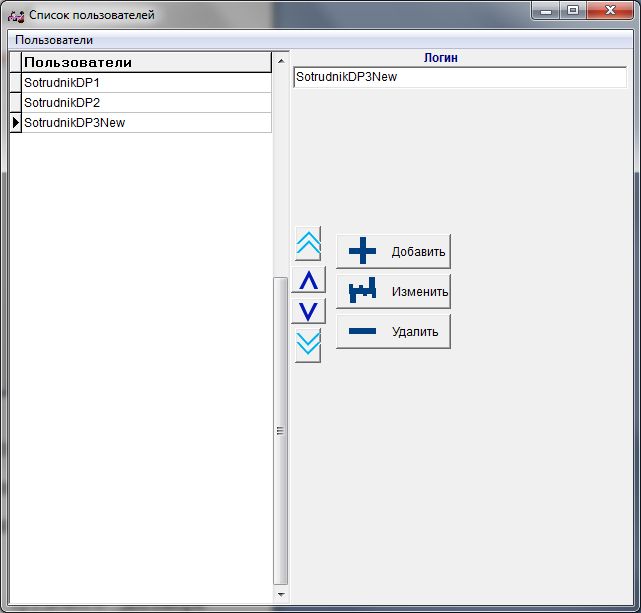 Список пользователей
Пользователи
Пользователи
SotrudnikDP1
SotrudnikDP2
SotrudnikDP3New
Логин
SotrudnikDP3New
Добавить
Изменить
Удалить